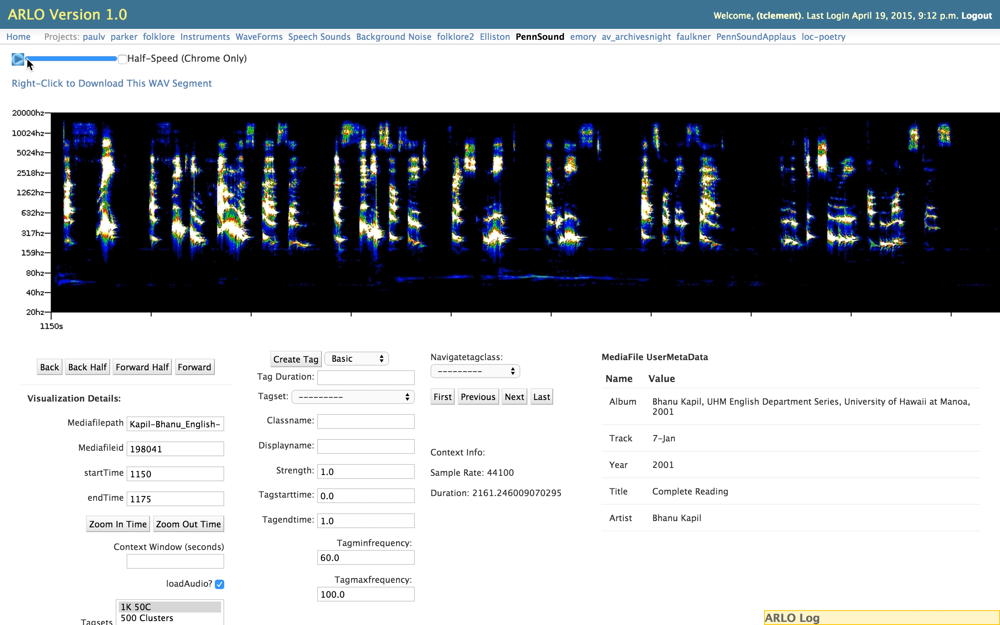 ARLO Version 1.0
Welcome, (tclement). Last Login April 19, 2015, 9:12 p.m. Logout
Home Projects: paulv parker folklore Instruments WaveForms Speech Sounds Background Noise folklore2 Elliston PennSound emory av_archivesnight faulkner PennSoundApplaus loc-poetry
Half-Speed (Chrome Only)
Right-Click to Download This WAV Segment
20000hz
10024hz
5024hz
2518hz
1262hz
632hz
317hz
159hz
80hz
40hz
20hz
1150s
Back Back Half Forward Half Forward
Visualization Details:
Mediafilepath Kapil-Bhanu_English-
Mediafileid 198041
startTime 1150
endTime 1175
Zoom In Time Zoom Out Time
Context Window (seconds)
loadAudio?
Tagsets
1K 50C
500 Clusters
Create Tag Basic
Tag Duration:
Tagset: ---------
Classname:
Displayname:
Strength: 1.0
Tagstarttime: 0.0
Tagendtime: 1.0
Tagminfrequency:
60.0
Tagmaxfrequency:
100.0
Navigatetagclass:
---------
First Previous Next Last
Context Info:
Sample Rate: 44100
Duration: 2161.246009070295
MediaFile UserMetaData
Name Value
Album Bhanu Kapil, UHM English Department Series, University of Hawaii at Manoa,
2001
Track 7-Jan
Year 2001
Title Complete Reading
Artist Bhanu Kapil
ARLO Log